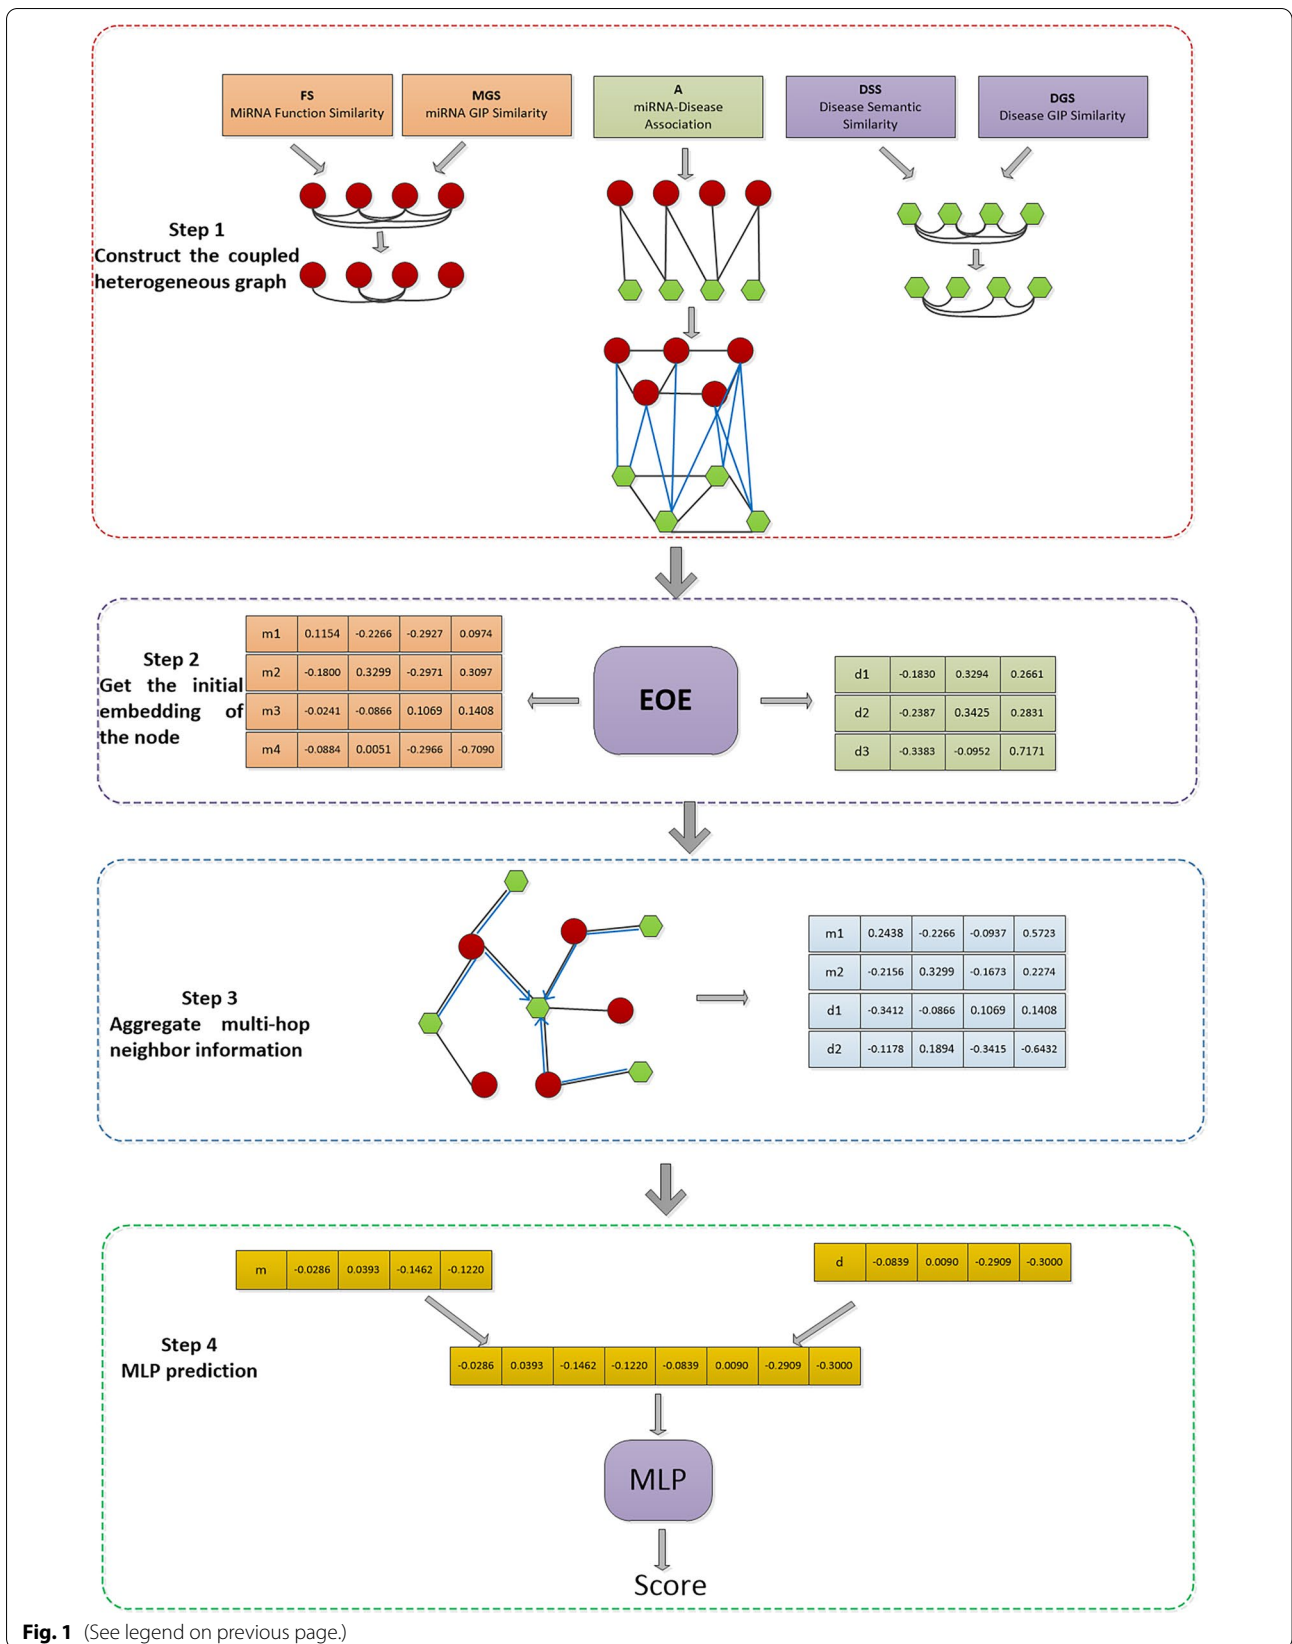 FS
MiRNA Function Similarity
MGS
miRNA GIP Similarity
A
miRNA-Disease
Association
DSS
Disease Semantic
Similarity
DGS
Disease GIP Similarity
Step 1
Construct the coupled
heterogeneous graph
Step 2
Get the initial
embedding of
the node
m1 0.1154 -0.2266 -0.2927 0.0974
m2 -0.1800 0.3299 -0.2971 0.3097
m3 -0.0241 -0.0866 0.1069 0.1408
m4 -0.0884 0.0051 -0.2966 -0.7090
EOE
d1 -0.1830 0.3294 0.2661
d2 -0.2387 0.3425 0.2831
d3 -0.3383 -0.0952 0.7171
Step 3
Aggregate multi-hop
neighbor information
m1 0.2438 -0.2266 -0.0937 0.5723
m2 -0.2156 0.3299 -0.1673 0.2274
d1 -0.3412 -0.0866 0.1069 0.1408
d2 -0.1178 0.1894 -0.3415 -0.6432
m -0.0286 0.0393 -0.1462 -0.1220
d -0.0839 0.0090 -0.2909 -0.3000
Step 4
MLP prediction
-0.0286 0.0393 -0.1462 -0.1220 -0.0839 0.0090 -0.2909 -0.3000
MLP
Score
Fig. 1 (See legend on previous page.)